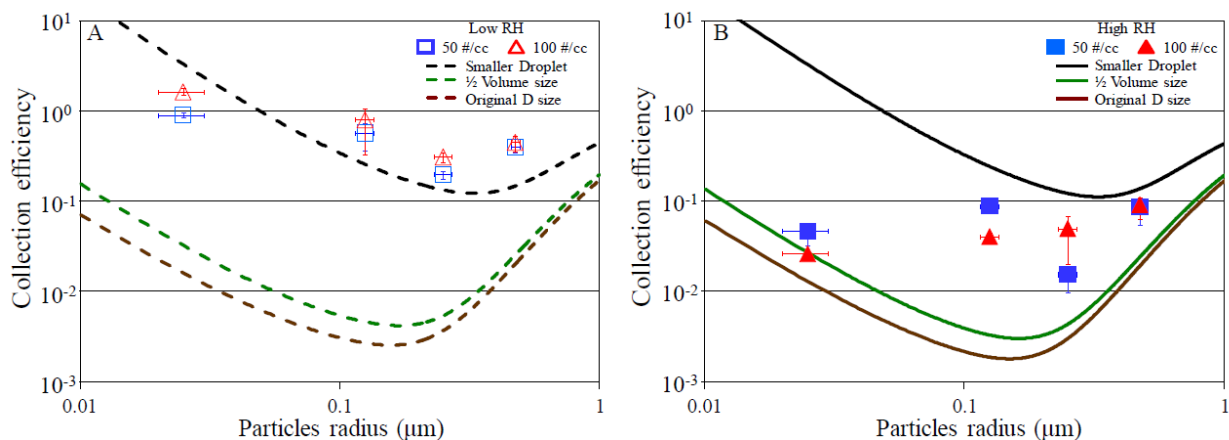 A
Low RH
50 #/cc 100 #/cc
Smaller Droplet
½ Volume size
Original D size
Collection efficiency
10^1
10^0
10^-1
10^-2
10^-3
0.01 0.1 1
Particles radius (μm)
B
High RH
50 #/cc 100 #/cc
Smaller Droplet
½ Volume size
Original D size
Collection efficiency
10^1
10^0
10^-1
10^-2
10^-3
0.01 0.1 1
Particles radius (μm)